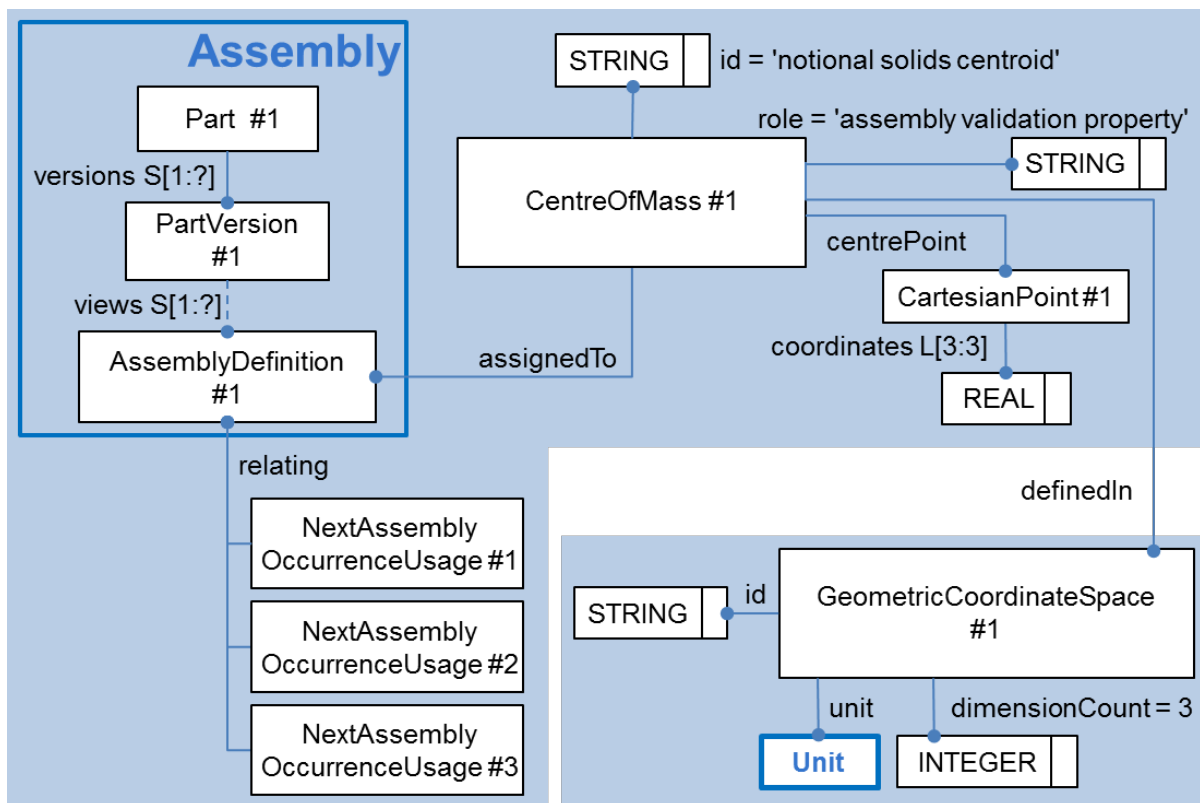 Assembly
Part #1
versions S[1:?]
PartVersion
#1
views S[1:?]
AssemblyDefinition
#1
relating
NextAssembly
OccurrenceUsage #1
NextAssembly
OccurrenceUsage #2
NextAssembly
OccurrenceUsage #3
STRING
id = 'notional solids centroid'
role = 'assembly validation property'
STRING
CentreOfMass #1
centrePoint
CartesianPoint #1
coordinates L[3:3]
REAL
assignedTo
definedIn
GeometricCoordinateSpace
#1
id
STRING
unit
Unit
dimensionCount = 3
INTEGER